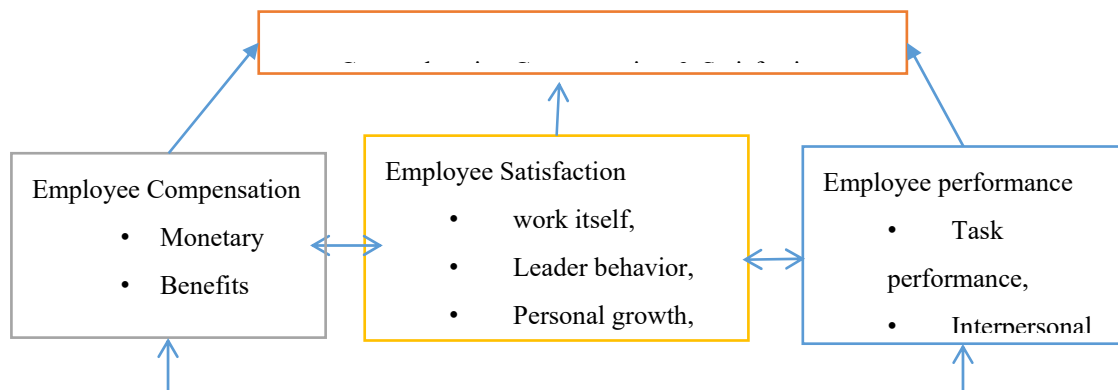 Employee Compensation
• Monetary
• Benefits
Employee Satisfaction
• work itself,
• Leader behavior,
• Personal growth,
Employee performance
• Task
performance,
• Interpersonal